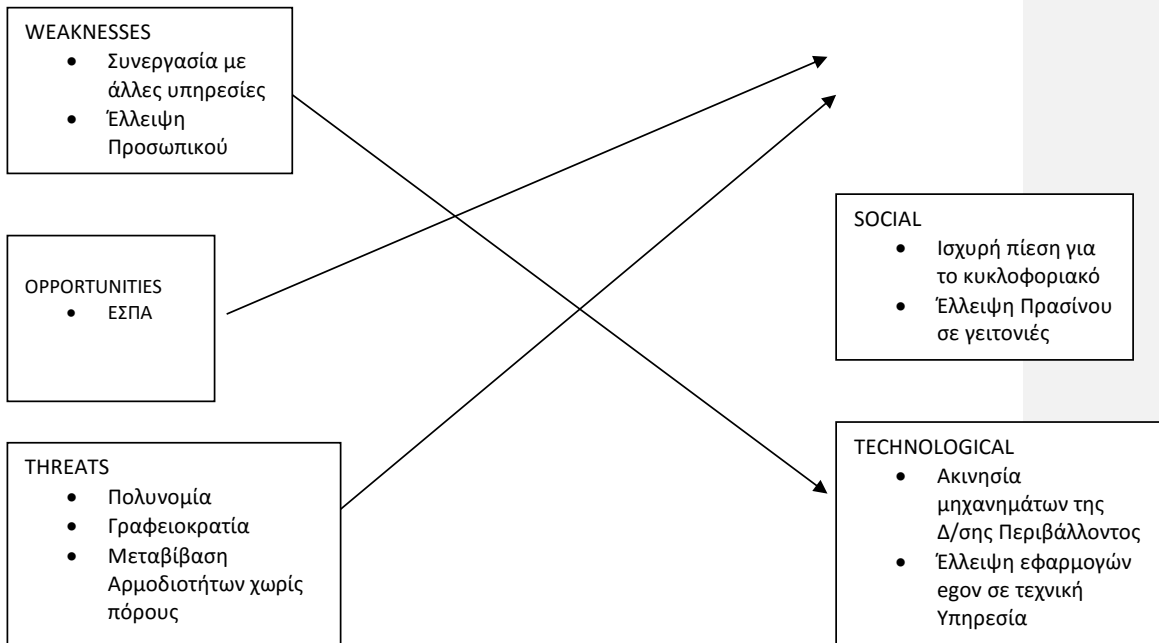 WEAKNESSES
• Συνεργασία με
άλλες υπηρεσίες
• Έλλειψη
Προσωπικού
OPPORTUNITIES
• ΕΣΠΑ
THREATS
• Πολυνομία
• Γραφειοκρατία
• Μεταβίβαση
Αρμοδιοτήτων χωρίς
πόρους
SOCIAL
• Ισχυρή πίεση για
το κυκλοφοριακό
• Έλλειψη Πρασίνου
σε γειτονιές
TECHNOLOGICAL
• Ακινησία
μηχανημάτων της
Δ/σης Περιβάλλοντος
• Έλλειψη εφαρμογών
egov σε τεχνική
Υπηρεσία